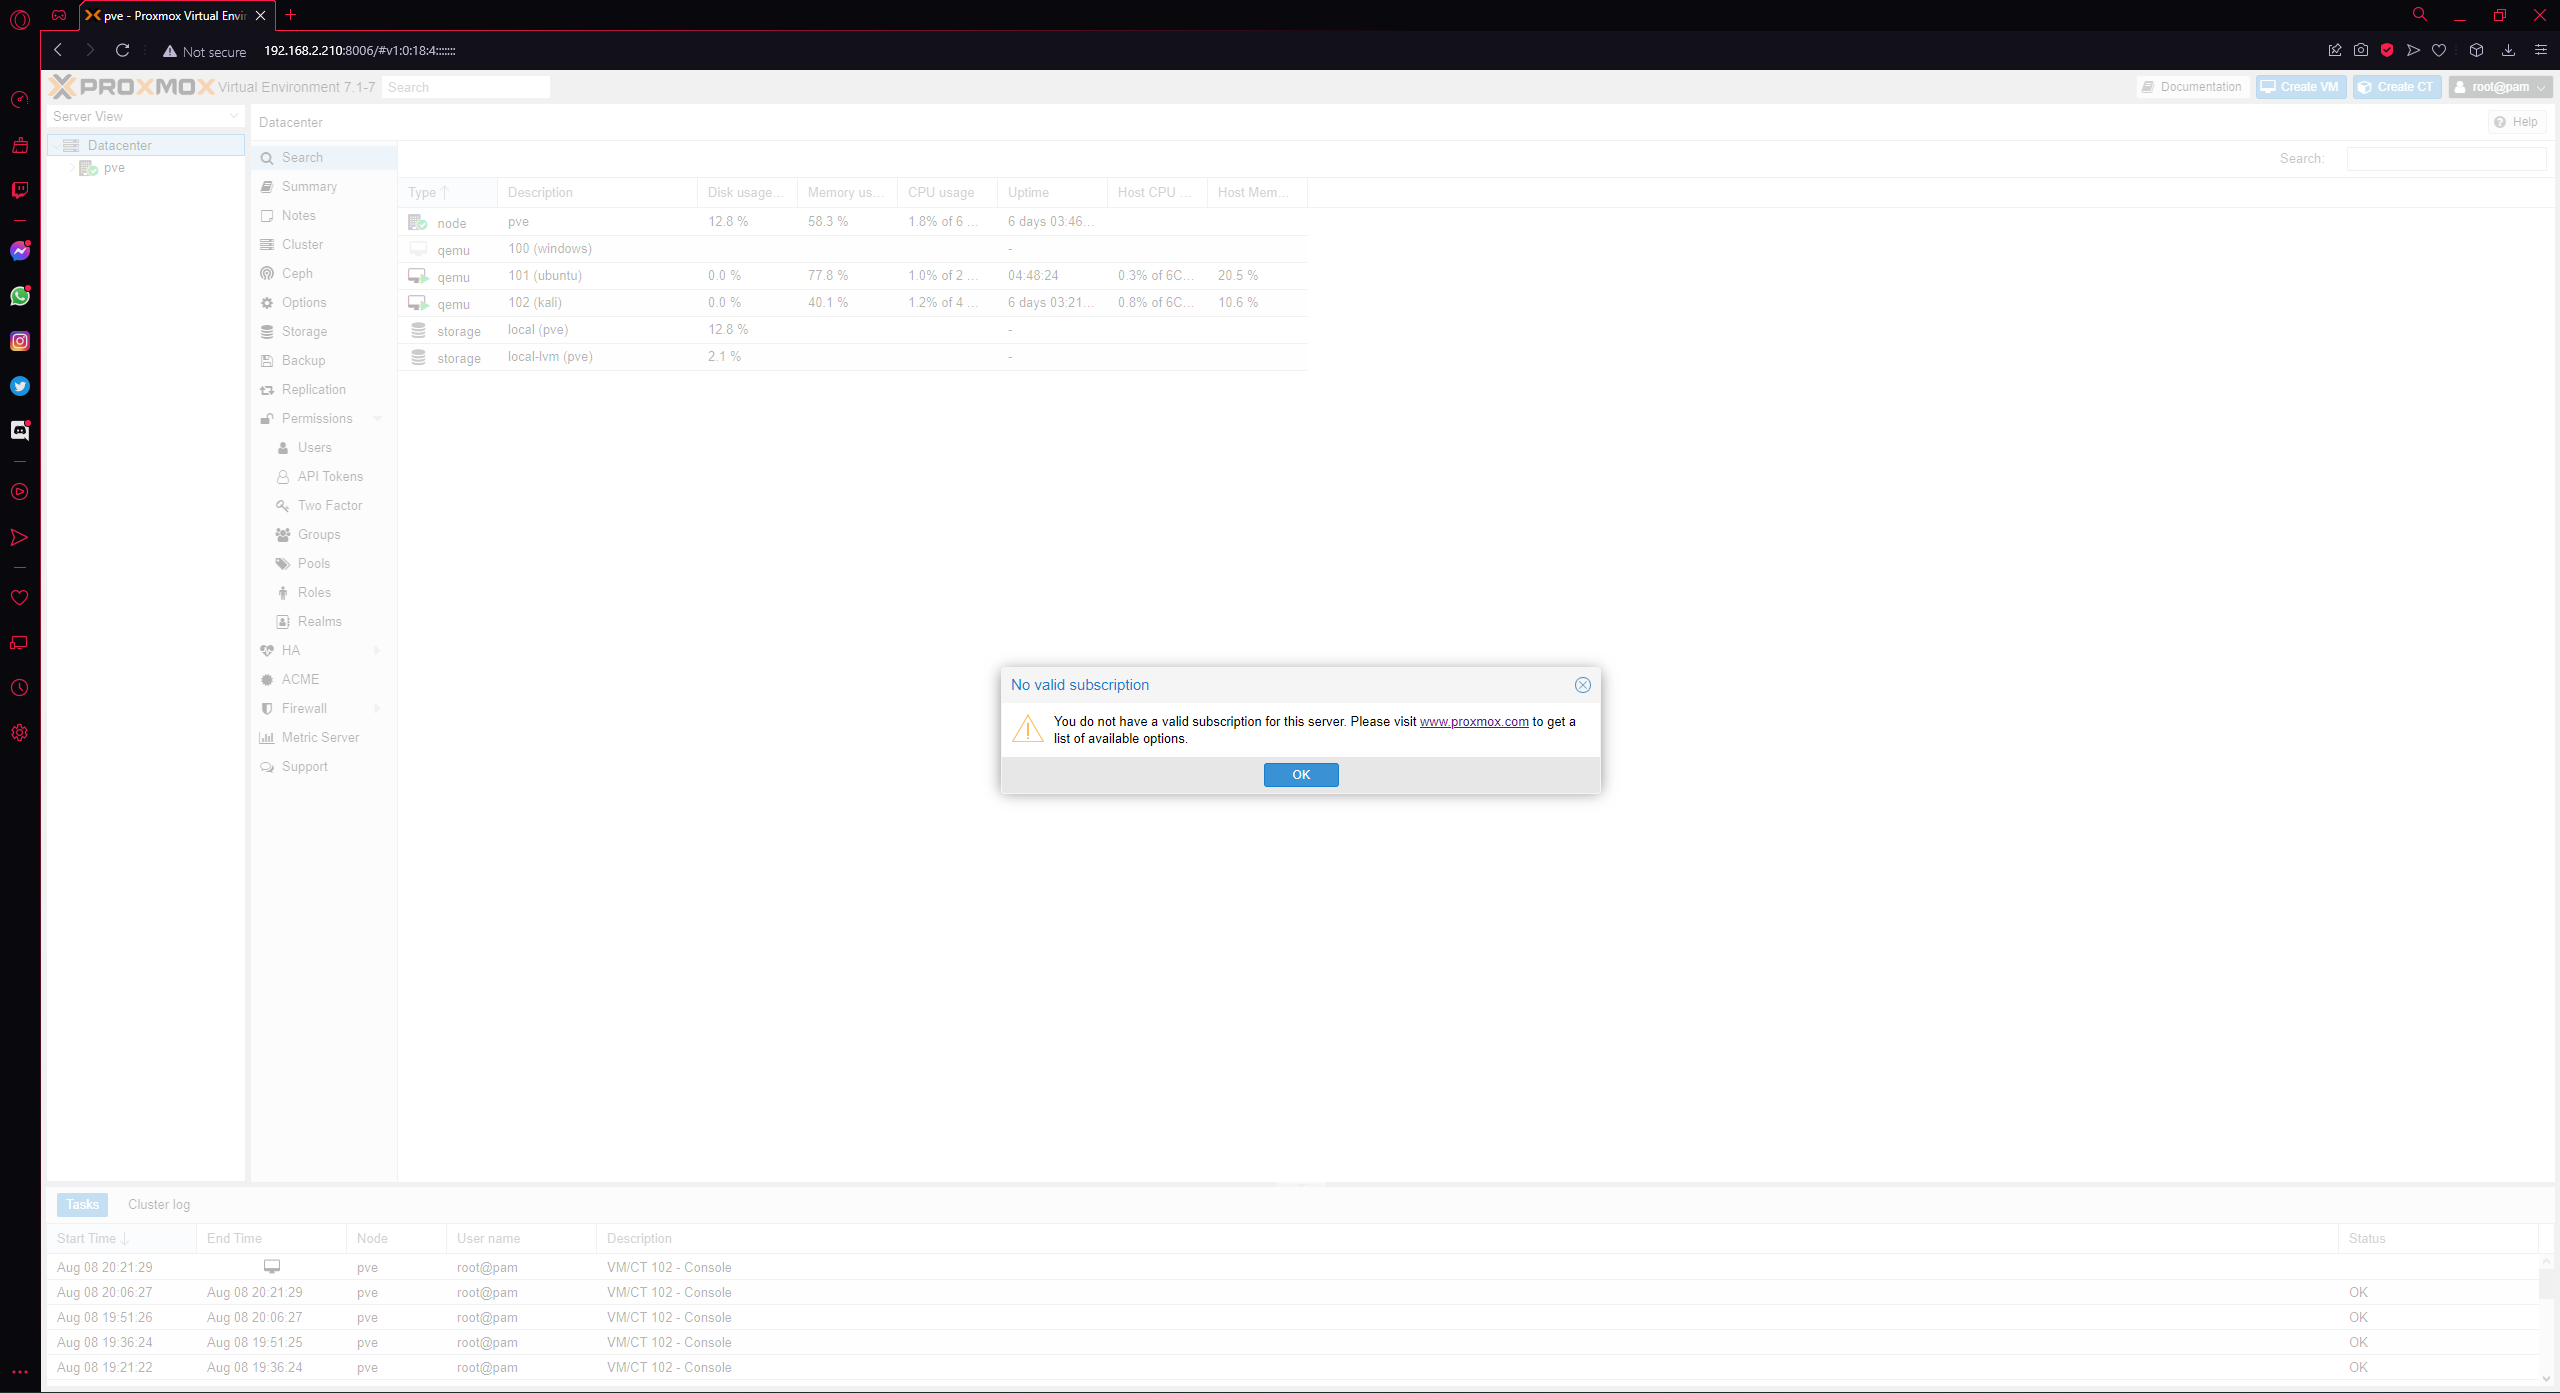 pve - Proxmox Virtual Envir
Not secure 192.168.2.210:8006/#v1:0:18:4:::::::
PROXMOX Virtual Environment 7.1-7 Search Documentation Create VM Create CT root@pam
Server View
Datacenter
pve
Datacenter Help
Search
Summary
Notes
Cluster
Ceph
Options
Storage
Backup
Replication
Permissions
Users
API Tokens
Two Factor
Groups
Pools
Roles
Realms
HA
ACME
Firewall
Metric Server
Support
Search:
Type Description Disk usage... Memory us... CPU usage Uptime Host CPU ... Host Mem...
node pve 12.8 % 58.3 % 1.8% of 6 ... 6 days 03:46...
qemu 100 (windows) -
qemu 101 (ubuntu) 0.0 % 77.8 % 1.0% of 2 ... 04:48:24 0.3% of 6C... 20.5 %
qemu 102 (kali) 0.0 % 40.1 % 1.2% of 4 ... 6 days 03:21... 0.8% of 6C... 10.6 %
storage local (pve) 12.8 % -
storage local-lvm (pve) 2.1 % -
No valid subscription
You do not have a valid subscription for this server. Please visit www.proxmox.com to get a
list of available options.
OK
Tasks Cluster log
Start Time End Time Node User name Description Status
Aug 08 20:21:29 pve root@pam VM/CT 102 - Console
Aug 08 20:06:27 Aug 08 20:21:29 pve root@pam VM/CT 102 - Console OK
Aug 08 19:51:26 Aug 08 20:06:27 pve root@pam VM/CT 102 - Console OK
Aug 08 19:36:24 Aug 08 19:51:25 pve root@pam VM/CT 102 - Console OK
Aug 08 19:21:22 Aug 08 19:36:24 pve root@pam VM/CT 102 - Console OK